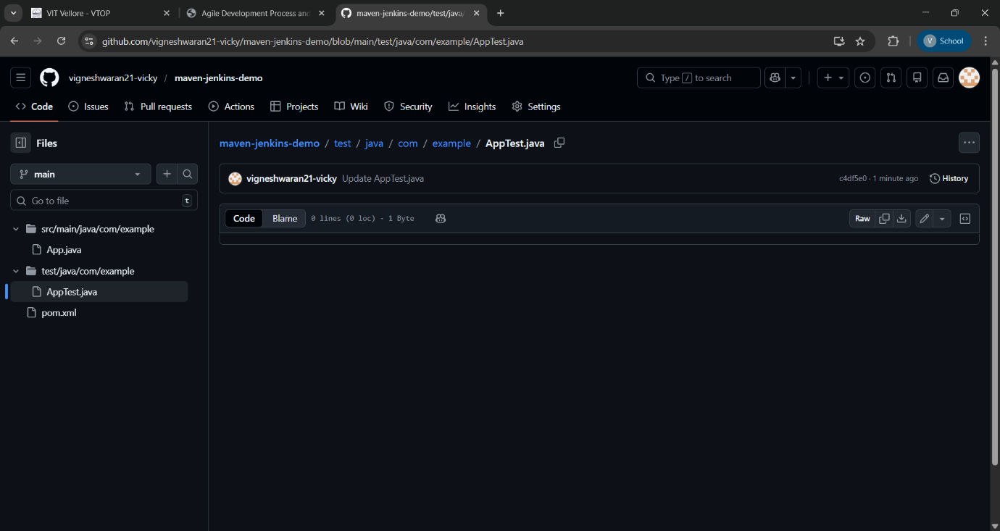 VIT Vellore - VTOP
Agile Development Process and
maven-jenkins-demo/test/java/
github.com/vigneshwaran21-vicky/maven-jenkins-demo/blob/main/test/java/com/example/AppTest.java
V School
vigneshwaran21-vicky / maven-jenkins-demo
Type / to search
Code Issues Pull requests Actions Projects Wiki Security Insights Settings
Files
maven-jenkins-demo / test / java / com / example / AppTest.java
main
vigneshwaran21-vicky Update AppTest.java c4df5e0 · 1 minute ago History
Go to file t
Code Blame 0 lines (0 loc) · 1 Byte Raw
src/main/java/com/example
App.java
test/java/com/example
AppTest.java
pom.xml